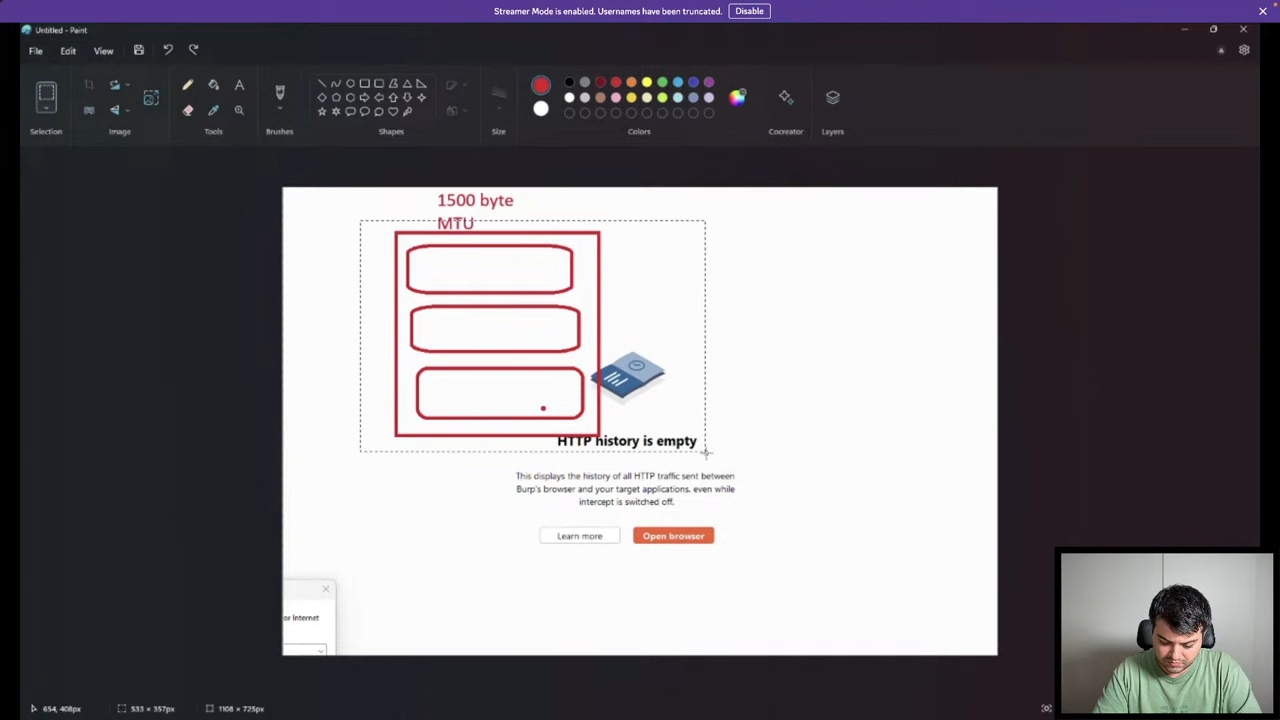 Streamer Mode is enabled. Usernames have been truncated. Disable
Untitled - Paint
File Edit View
Selection Image Tools Brushes Shapes Size Colors Cocreator Layers
1500 byte
MTU
HTTP history is empty
This displays the history of all HTTP traffic sent between
Burp's browser and your target applications, even while
intercept is switched off.
Learn more Open browser
or Internet
654, 408px 533 × 357px 1108 × 725px